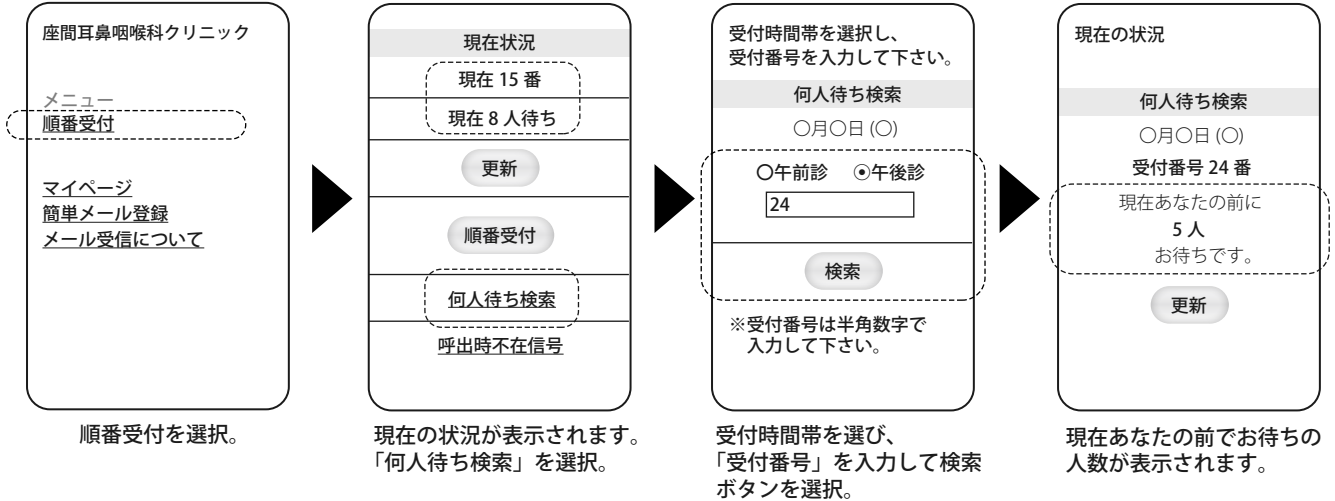 座間耳鼻咽喉科クリニック
メニュー
順番受付
マイページ
簡単メール登録
メール受信について
順番受付を選択。
現在状況
現在 15 番
現在 8 人待ち
更新
順番受付
何人待ち検索
呼出時不在信号
現在の状況が表示されます。
「何人待ち検索」を選択。
受付時間帯を選択し、
受付番号を入力して下さい。
何人待ち検索
〇月〇日 (〇)
午前診 午後診
24
検索
※受付番号は半角数字で
入力して下さい。
受付時間帯を選び、
「受付番号」を入力して検索
ボタンを選択。
現在の状況
何人待ち検索
〇月〇日 (〇)
受付番号 24 番
現在あなたの前に
5 人
お待ちです。
更新
現在あなたの前でお待ちの
人数が表示されます。